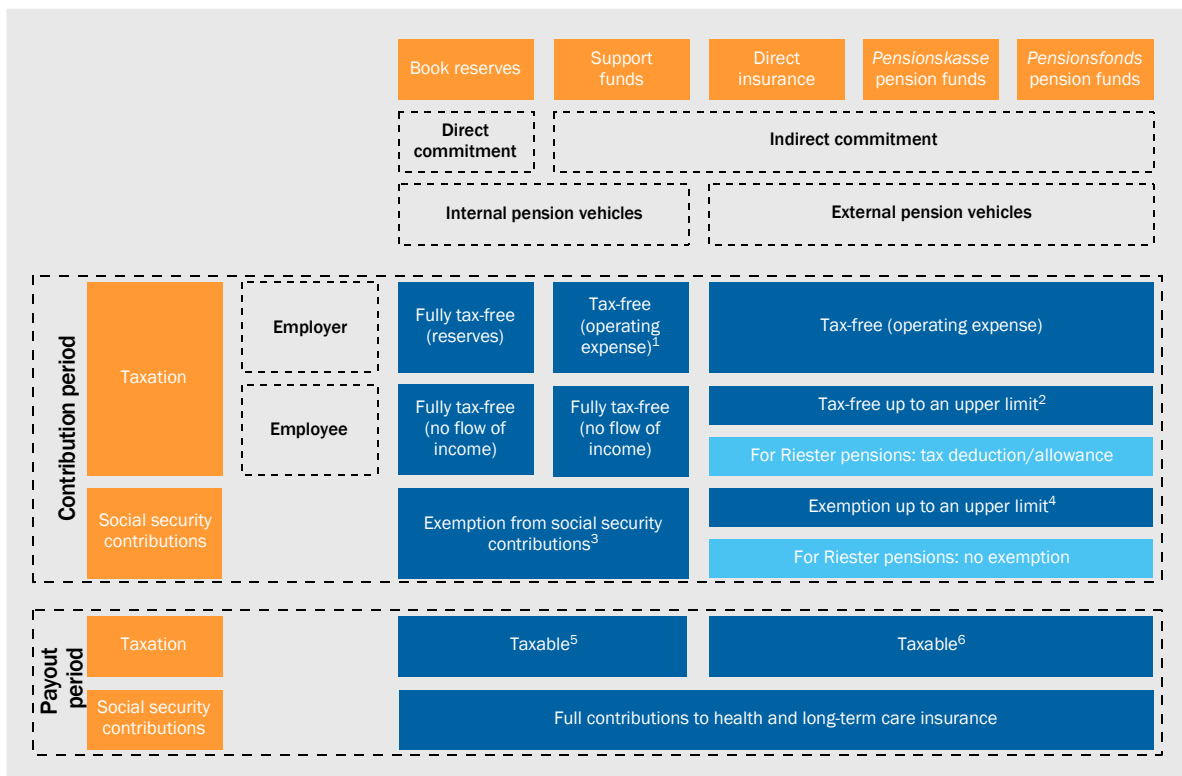 Book reserves
Support
funds
Direct
insurance
Pensionskasse
pension funds
Pensionsfonds
pension funds
Direct
commitment
Indirect commitment
Internal pension vehicles
External pension vehicles
Contribution period
Taxation
Employer
Fully tax-free
(reserves)
Tax-free
(operating
expense)1
Tax-free (operating expense)
Employee
Fully tax-free
(no flow of
income)
Fully tax-free
(no flow of
income)
Tax-free up to an upper limit2
For Riester pensions: tax deduction/allowance
Social security
contributions
Exemption from social security
contributions3
Exemption up to an upper limit4
For Riester pensions: no exemption
Payout
period
Taxation
Taxable5
Taxable6
Social security
contributions
Full contributions to health and long-term care insurance